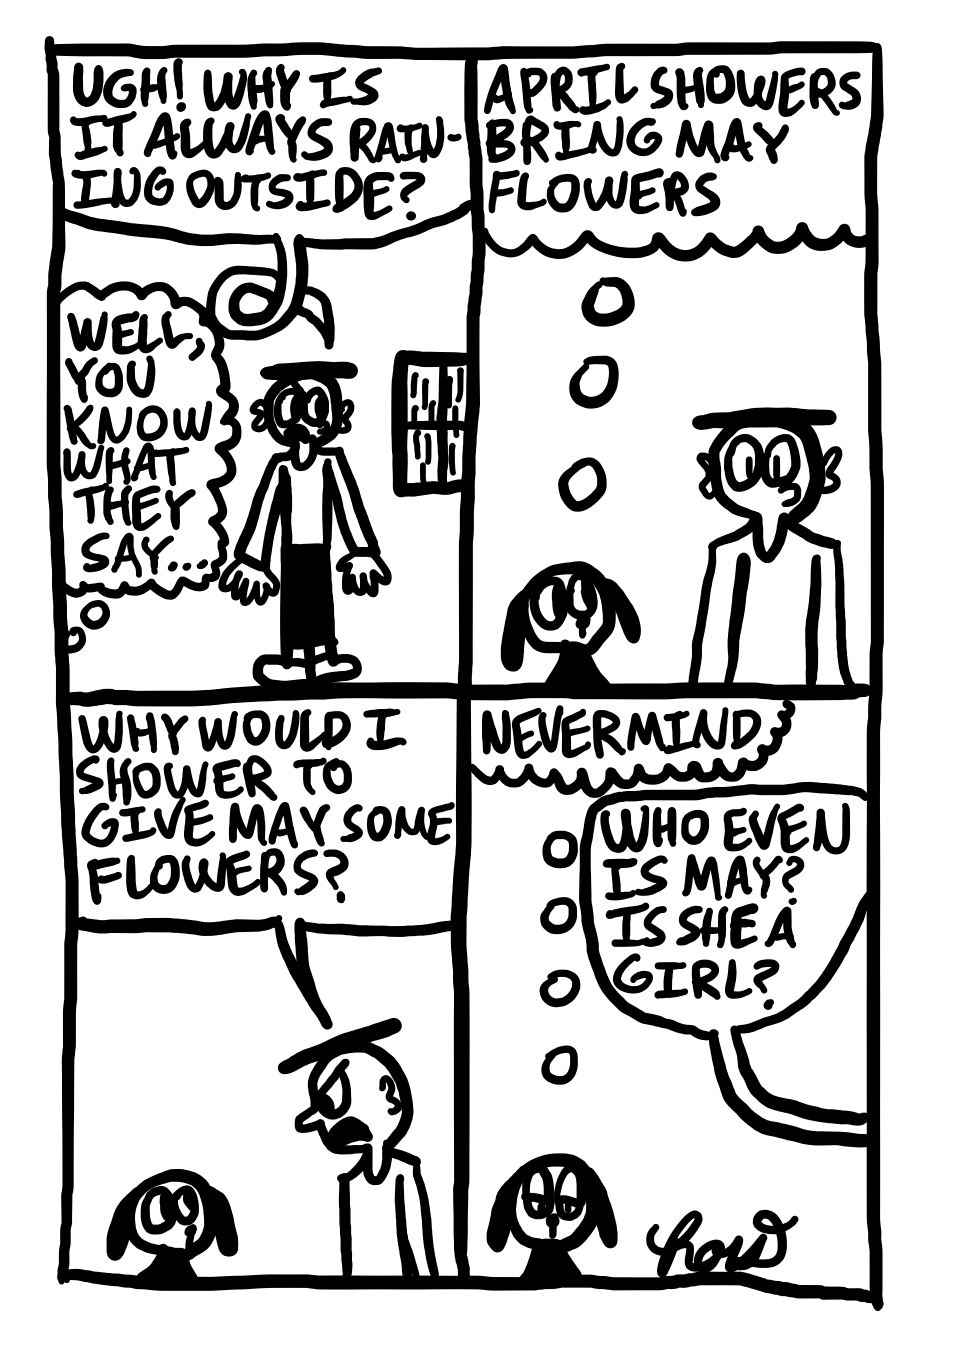 UGH! WHY IS
IT ALWAYS RAIN-
ING OUTSIDE?
WELL,
YOU
KNOW
WHAT
THEY
SAY...
APRIL SHOWERS
BRING MAY
FLOWERS
WHY WOULD I
SHOWER TO
GIVE MAY SOME
FLOWERS?
NEVERMIND
WHO EVEN
IS MAY?
IS SHE A
GIRL?